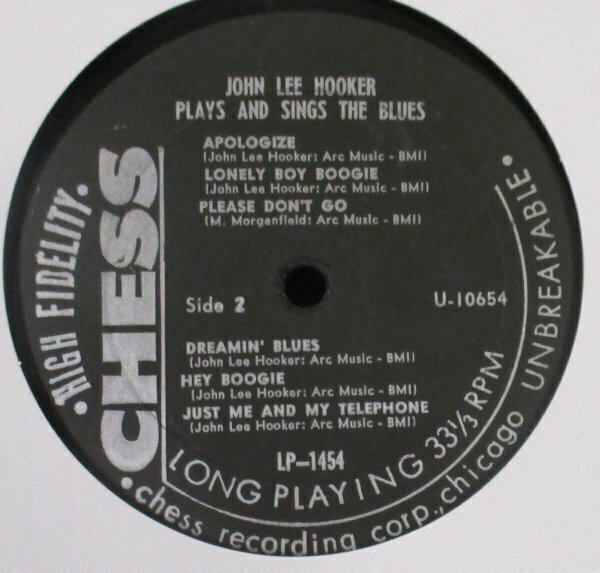 JOHN LEE HOOKER
PLAYS AND SINGS THE BLUES
APOLOGIZE
(John Lee Hooker: Arc Music - BMI)
LONELY BOY BOOGIE
(John Lee Hooker: Arc Music - BMI)
PLEASE DON'T GO
(M. Morganfield: Arc Music - BMI)
Side 2
U-10654
DREAMIN' BLUES
(John Lee Hooker: Arc Music - BMI)
HEY BOOGIE
(John Lee Hooker: Arc Music - BMI)
JUST ME AND MY TELEPHONE
(John Lee Hooker: Arc Music - BMI)
LP-1454
CHESS
•HIGH FIDELITY•
LONG PLAYING 33⅓ RPM
•chess recording corp., chicago UNBREAKABLE•